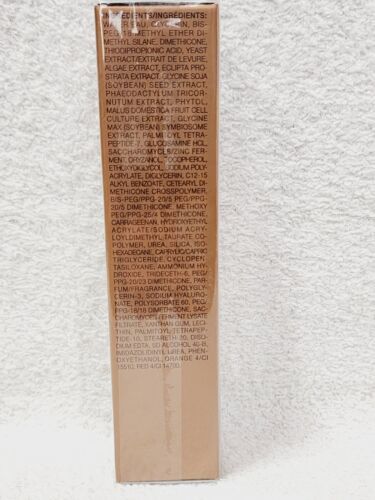 INGREDIENTS/INGRÉDIENTS:
WATER/EAU, GLYCERIN, BIS-
PEG-18 METHYL ETHER DI-
METHYL SILANE, DIMETHICONE,
THIODIPROPIONIC ACID, YEAST
EXTRACT/EXTRAIT DE LEVURE,
ALGAE EXTRACT, ECLIPTA PRO-
STRATA EXTRACT, GLYCINE SOJA
(SOYBEAN) SEED EXTRACT,
PHAEODACTYLUM TRICOR-
NUTUM EXTRACT, PHYTOL,
MALUS DOMESTICA FRUIT CELL
CULTURE EXTRACT, GLYCINE
MAX (SOYBEAN) SYMBIOSOME
EXTRACT, PALMITOYL TETRA-
PEPTIDE-7, GLUCOSAMINE HCL,
SACCHAROMYCES/ZINC FER-
MENT, ORYZANOL, TOCOPHEROL,
ETHOXYDIGLYCOL, SODIUM POLY-
ACRYLATE, DIGLYCERIN, C12-15
ALKYL BENZOATE, CETEARYL DI-
METHICONE CROSSPOLYMER,
BIS-PEG/PPG-20/5 PEG/PPG-
20/5 DIMETHICONE, METHOXY
PEG/PPG-25/4 DIMETHICONE,
CARRAGEENAN, HYDROXYETHYL
ACRYLATE/SODIUM ACRY-
LOYLDIMETHYL TAURATE CO-
POLYMER, UREA, SILICA, ISO-
HEXADECANE, CAPRYLIC/CAPRIC
TRIGLYCERIDE, CYCLOPEN-
TASILOXANE, AMMONIUM HY-
DROXIDE, TRIDECETH-6, PEG/
PPG-20/23 DIMETHICONE, PAR-
FUM/FRAGRANCE, POLYGLY-
CERIN-3, SODIUM HYALURO-
NATE, POLYSORBATE 60, PEG/
PPG-18/18 DIMETHICONE, SAC-
CHAROMYCES/FERMENT LYSATE
FILTRATE, XANTHAN GUM, LECI-
THIN, PALMITOYL TETRAPEP-
TIDE-10, STEARETH-20, DI-
SODIUM EDTA, SD ALCOHOL 40-B,
IMIDAZOLIDINYL UREA, PHEN-
OXYETHANOL, ORANGE 4/CI
15510, RED 4/CI 14700.